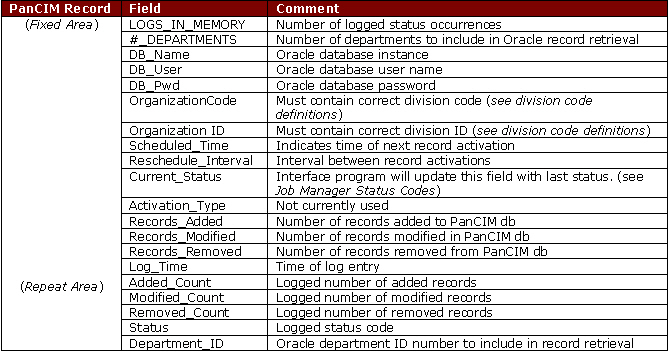 PanCIM Record Field Comment
(Fixed Area) LOGS_IN_MEMORY Number of logged status occurrences
#_DEPARTMENTS Number of departments to include in Oracle record retrieval
DB_Name Oracle database instance
DB_User Oracle database user name
DB_Pwd Oracle database password
OrganizationCode Must contain correct division code (see division code
definitions)
Organization ID Must contain correct division ID (see division code definitions)
Scheduled_Time Indicates time of next record activation
Reschedule_Interval Interval between record activations
Current_Status Interface program will update this field with last status. (see
Job Manager Status Codes)
Activation_Type Not currently used
Records_Added Number of records added to PanCIM db
Records_Modified Number of records modified in PanCIM db
Records_Removed Number of records removed from PanCIM db
Log_Time Time of log entry
(Repeat Area) Added_Count Logged number of added records
Modified_Count Logged number of modified records
Removed_Count Logged number of removed records
Status Logged status code
Department_ID Oracle department ID number to include in record retrieval